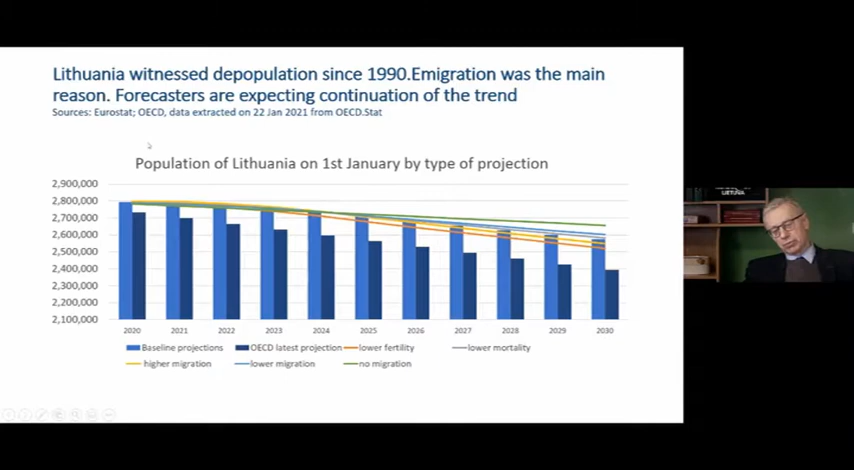 Lithuania witnessed depopulation since 1990.Emigration was the main
reason. Forecasters are expecting continuation of the trend
Sources: Eurostat; OECD, data extracted on 22 Jan 2021 from OECD.Stat
Population of Lithuania on 1st January by type of projection
2,900,000
2,800,000
2,700,000
2,600,000
2,500,000
2,400,000
2,300,000
2,200,000
2,100,000
2020 2021 2022 2023 2024 2025 2026 2027 2028 2029 2030
Baseline projections OECD latest projection lower fertility lower mortality
higher migration lower migration no migration
LIETUVA